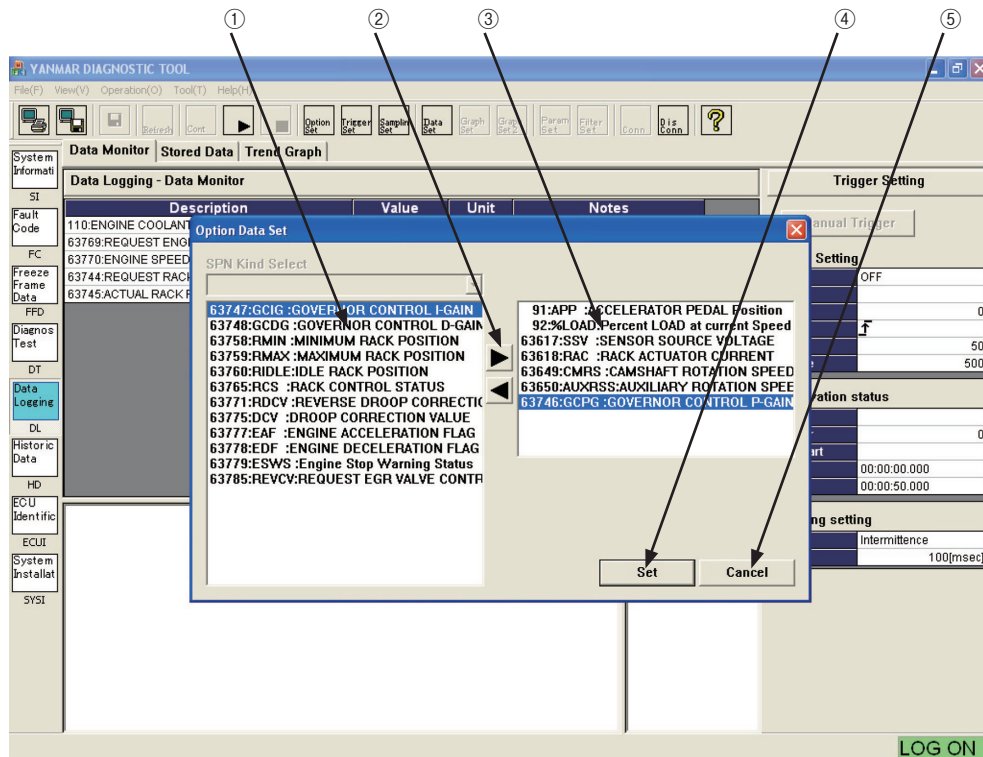 ① ② ③ ④ ⑤
YANMAR DIAGNOSTIC TOOL
File(F) View(V) Operation(O) Tool(T) Help(H)
Refresh Cont. Option Set Trigger Set Samplin Set Data Set Graph Set Grap Set 2 Param Set Filter Set Conn Dis Conn
System Informati
SI
Fault Code
FC
Freeze Frame Data
FFD
Diagnos Test
DT
Data Logging
DL
Historic Data
HD
ECU Identific
ECUI
System Installat
SYSI
Data Monitor Stored Data Trend Graph
Data Logging - Data Monitor
Description Value Unit Notes
110:ENGINE COOLANT
63769:REQUEST ENGI
63770:ENGINE SPEED
63744:REQUEST RACK
63745:ACTUAL RACK P
Option Data Set
SPN Kind Select
63747:GCIG :GOVERNOR CONTROL I-GAIN
63748:GCDG :GOVERNOR CONTROL D-GAIN
63758:RMIN :MINIMUM RACK POSITION
63759:RMAX :MAXIMUM RACK POSITION
63760:RIDLE:IDLE RACK POSITION
63765:RCS :RACK CONTROL STATUS
63771:RDCV :REVERSE DROOP CORRECTI
63775:DCV :DROOP CORRECTION VALUE
63777:EAF :ENGINE ACCELERATION FLAG
63778:EDF :ENGINE DECELERATION FLAG
63779:ESWS :Engine Stop Warning Status
63785:REVCV:REQUEST EGR VALVE CONTR
91:APP :ACCELERATOR PEDAL Position
92:%LOAD:Percent LOAD at current Speed
63617:SSV :SENSOR SOURCE VOLTAGE
63618:RAC :RACK ACTUATOR CURRENT
63649:CMRS :CAMSHAFT ROTATION SPEED
63650:AUXRSS:AUXILIARY ROTATION SPEE
63746:GCPG :GOVERNOR CONTROL P-GAIN
Set Cancel
Trigger Setting
anual Trigger
Setting
OFF
0
50
500
vation status
0
art
00:00:00.000
00:00:50.000
ng setting
Intermittence
100[msec]
LOG ON